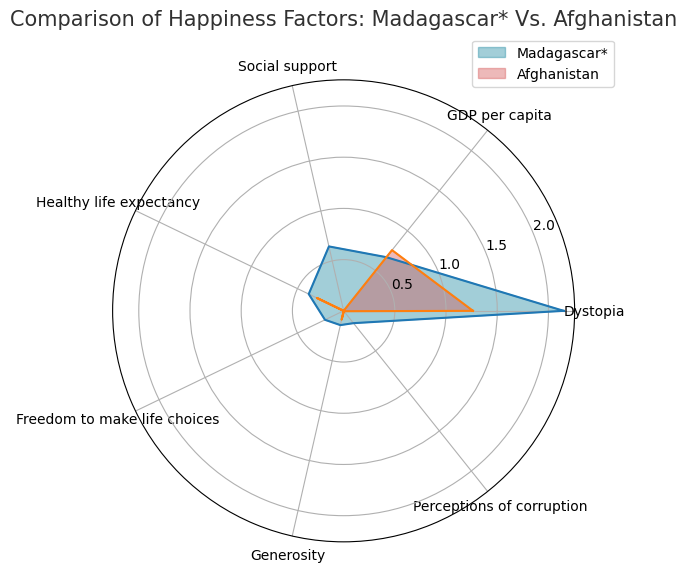 Comparison of Happiness Factors: Madagascar* Vs. Afghanistan
Madagascar*
Afghanistan
Social support
GDP per capita
Healthy life expectancy
2.0
1.5
1.0
0.5
Dystopia
Freedom to make life choices
Perceptions of corruption
Generosity